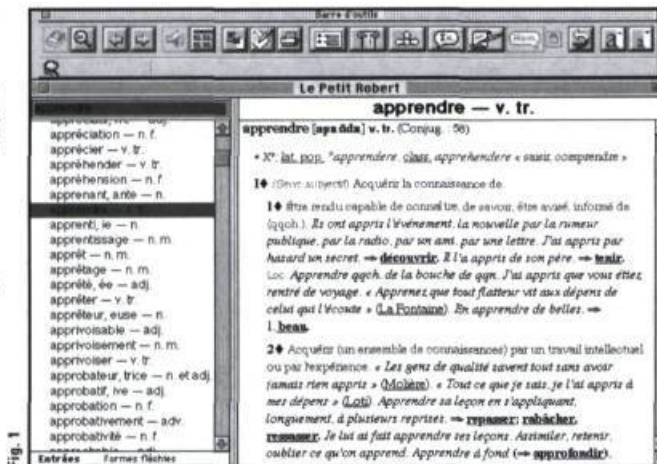 Barre d'outils
Le Petit Robert
apprendre — v. tr.
appréciation — n. f.
apprécier — v. tr.
appréhender — v. tr.
appréhension — n. f.
apprenant, ante — n.
apprenti, ie — n.
apprentissage — n. m.
apprêt — n. m.
apprêtage — n. m.
apprêté, ée — adj.
apprêter — v. tr.
apprêteur, euse — n.
apprivoisable — adj.
apprivoisement — n. m.
apprivoiser — v. tr.
approbateur, trice — n. et adj.
approbatif, ive — adj.
approbation — n. f.
approbativement — adv.
approbativité — n. f.
Entrées Formes fléchies
apprendre v. tr. (Conjug. : 58)
• Xe; lat. pop. °apprendere, class. apprehendere « saisir, comprendre »
I♦ Acquérir la connaissance de.
1♦ Être rendu capable de connaître, de savoir, être avisé, informé de
(qqch.). Ils ont appris l'événement, la nouvelle par la rumeur
publique, par la radio, par un ami, par une lettre. J'ai appris par
hasard un secret. ⇒ découvrir. Il l'a appris de son père. ⇒ tenir.
Loc. Apprendre qqch. de la bouche de qqn. J'ai appris que vous étiez
rentré de voyage. « Apprenez que tout flatteur vit aux dépens de
celui qui l'écoute » (La Fontaine). En apprendre de belles. ⇒
1. beau.
2♦ Acquérir (un ensemble de connaissances) par un travail intellectuel
ou par l'expérience. « Les gens de qualité savent tout sans avoir
jamais rien appris » (Molière). « Tout ce que je sais, je l'ai appris à
mes dépens » (Loti). Apprendre sa leçon en s'appliquant,
longuement, à plusieurs reprises. ⇒ repasser; rabâcher,
ressasser. Je lui ai fait apprendre ses leçons. Assimiler, retenir,
oublier ce qu'on apprend. Apprendre à fond (⇒ approfondir).
Fig. 1